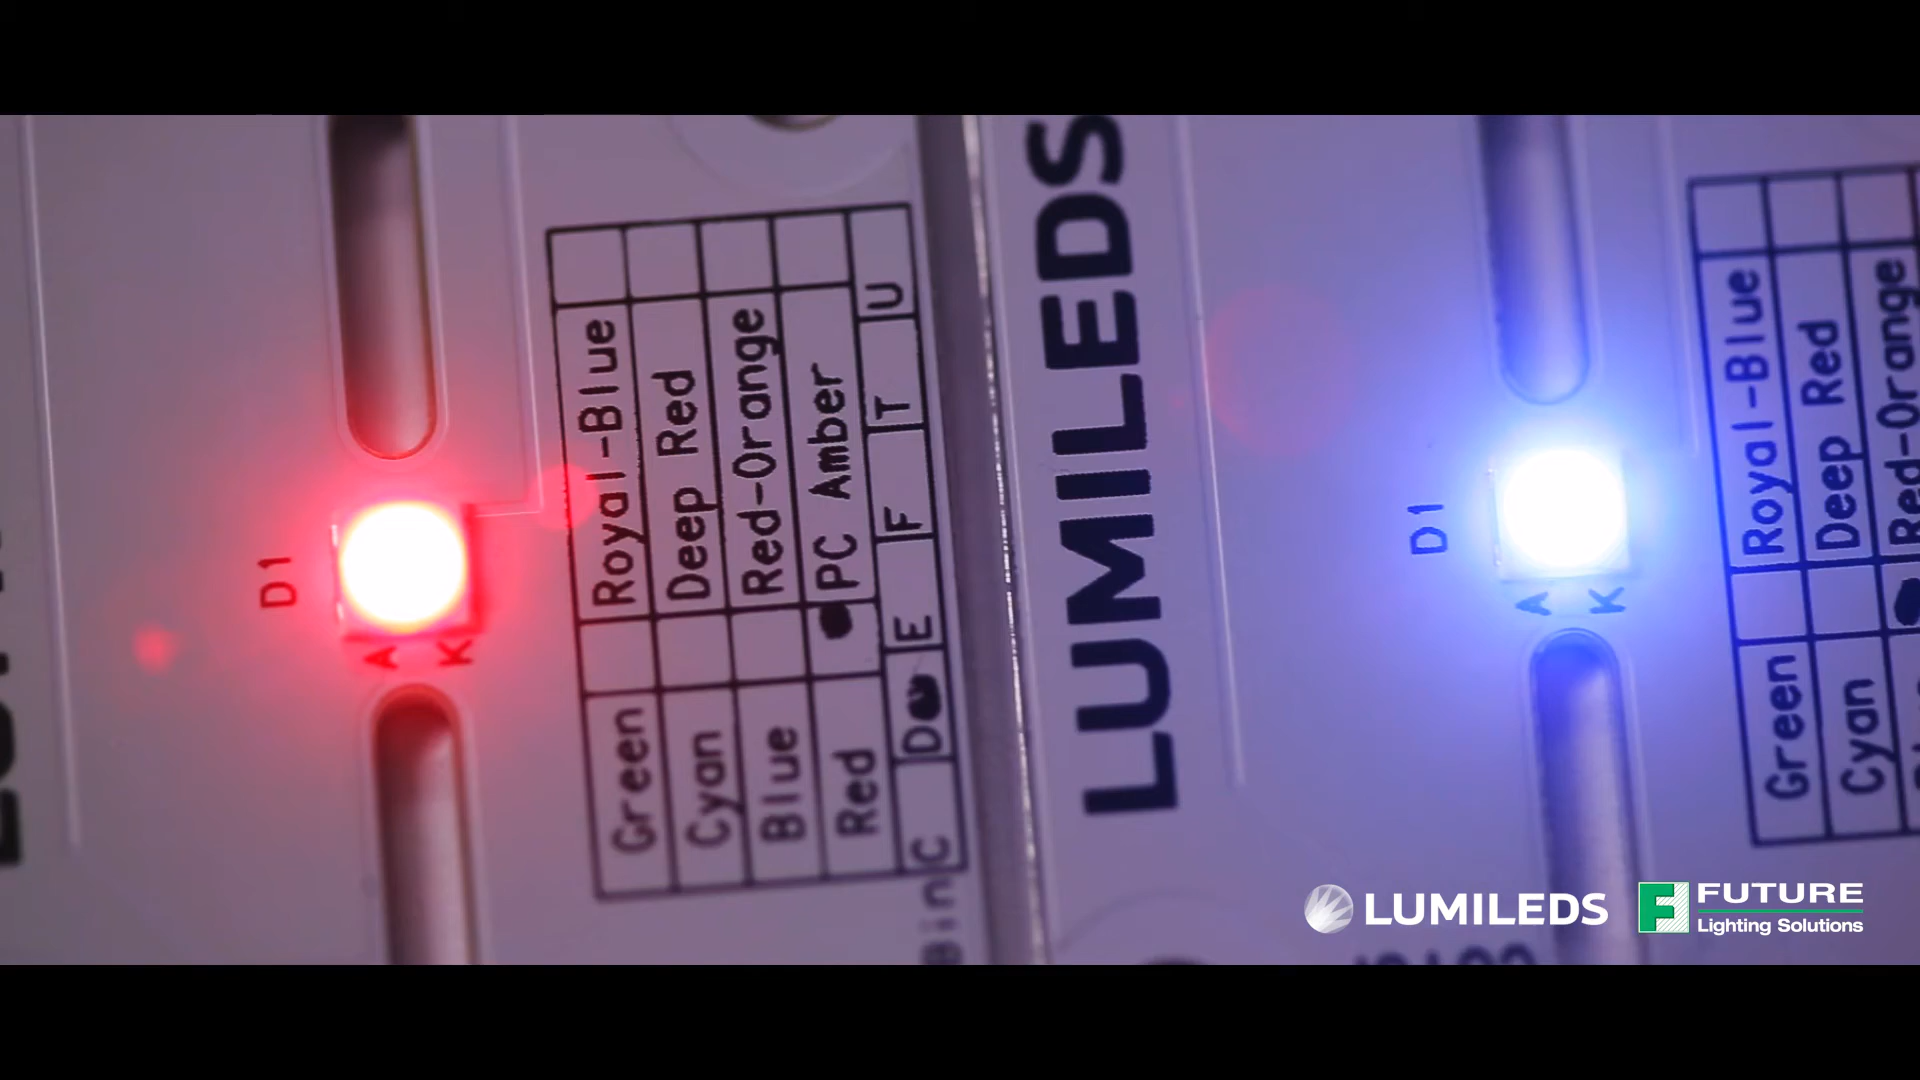 D1
A
K
Royal-Blue
Deep Red
Red-Orange
PC Amber
Green
Cyan
Blue
Red
Bin C D E F T U
LUMILEDS
D1
A
K
Royal-Blue
Deep Red
Red-Orange
Green
Cyan
LUMILEDS
FUTURE
Lighting Solutions